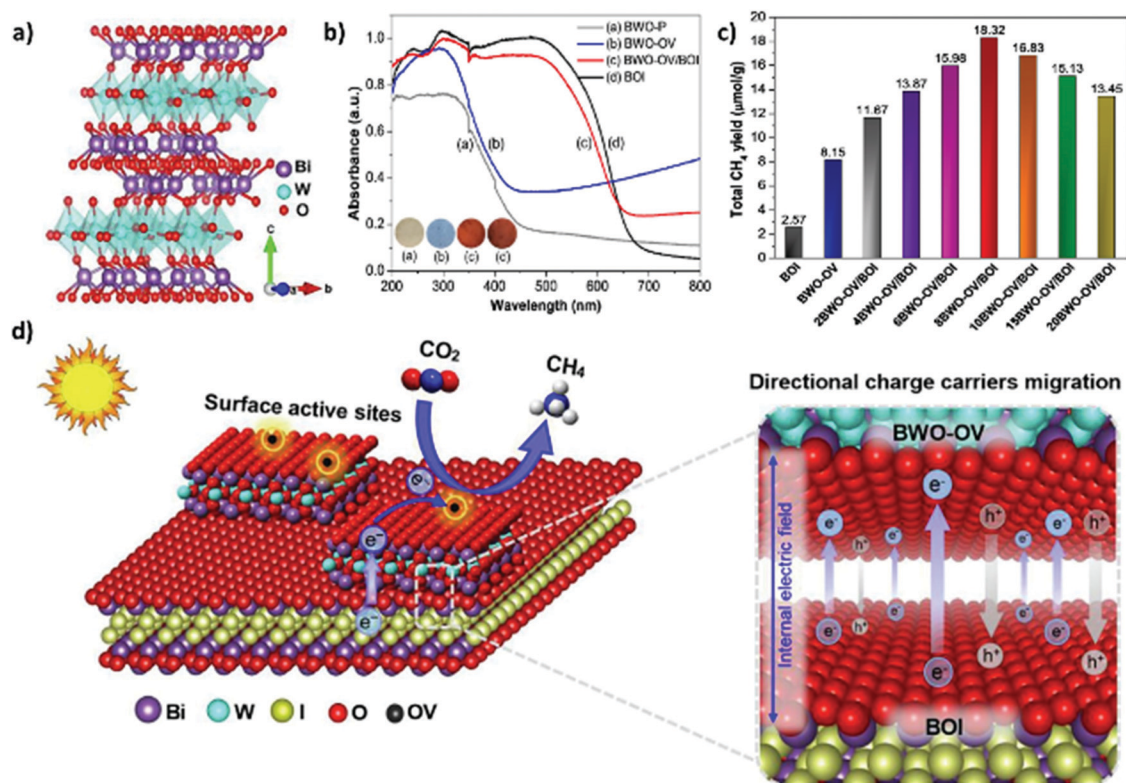 a)
Bi
W
O
c
a
b
b)
Absorbance (a.u.)
1.0
0.8
0.6
0.4
0.2
0.0
(a) BWO-P
(b) BWO-OV
(c) BWO-OV/BOI
(d) BOI
(a)
(b)
(c)
(d)
(a)
(b)
(c)
(c)
200
300
400
500
600
700
800
Wavelength (nm)
c)
Total CH4 yield (μmol/g)
20
18
16
14
12
10
8
6
4
2
0
2.57
8.15
11.67
13.87
15.98
18.32
16.83
15.13
13.45
BOI
BWO-OV
2BWO-OV/BOI
4BWO-OV/BOI
6BWO-OV/BOI
8BWO-OV/BOI
10BWO-OV/BOI
15BWO-OV/BOI
20BWO-OV/BOI
d)
CO2
CH4
Surface active sites
e-
e-
e-
Bi
W
I
O
OV
Directional charge carriers migration
BWO-OV
Internal electric field
e-
e-
h+
e-
h+
e-
e-
h+
e-
h+
e-
e-
e-
h+
e-
h+
BOI